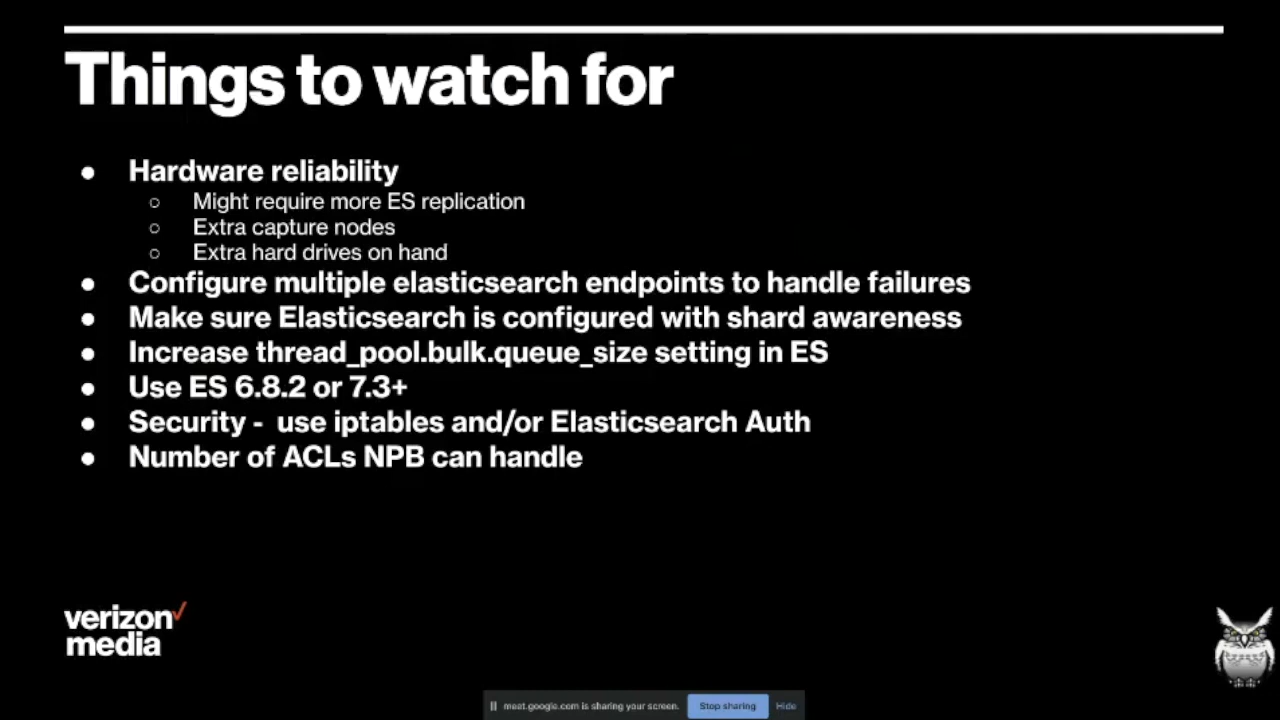 Things to watch for
● Hardware reliability
○ Might require more ES replication
○ Extra capture nodes
○ Extra hard drives on hand
● Configure multiple elasticsearch endpoints to handle failures
● Make sure Elasticsearch is configured with shard awareness
● Increase thread_pool.bulk.queue_size setting in ES
● Use ES 6.8.2 or 7.3+
● Security -  use iptables and/or Elasticsearch Auth
● Number of ACLs NPB can handle
verizon✓
media
meet.google.com is sharing your screen. Stop sharing Hide